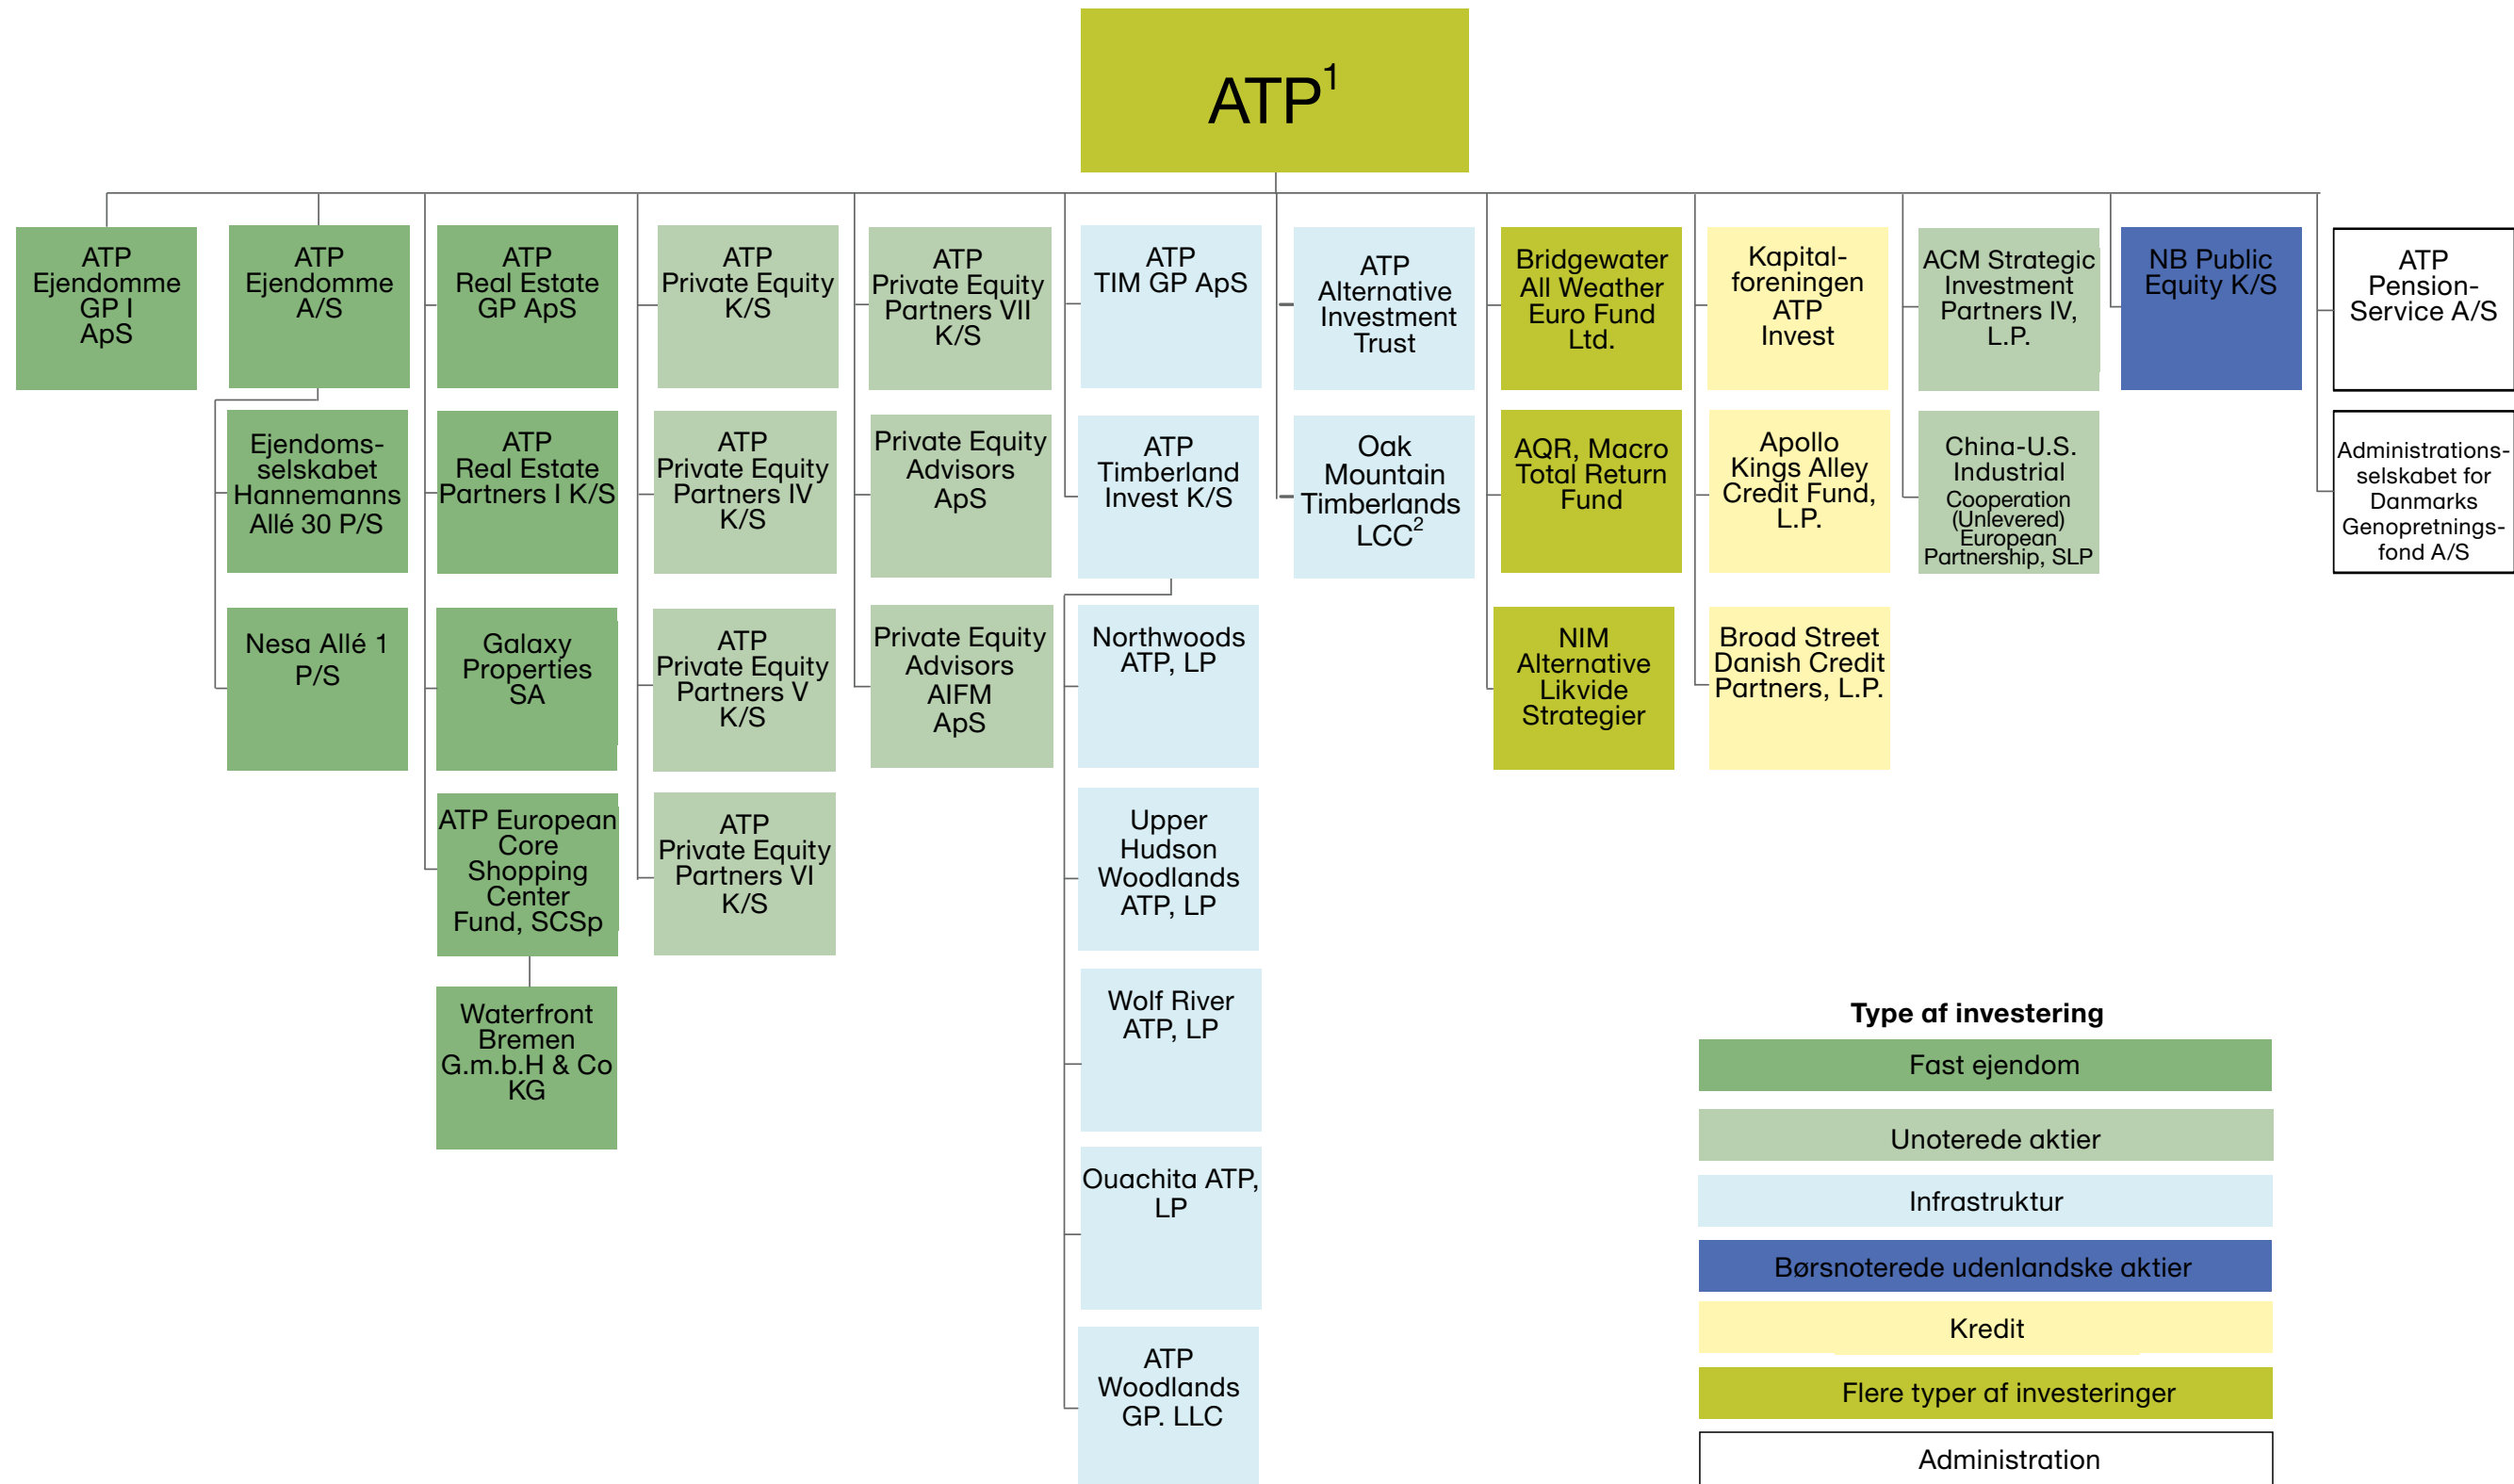 ATP1
ATP
Ejendomme
GP I
ApS
ATP
Ejendomme
A/S
ATP
Real Estate
GP ApS
ATP
Private Equity
K/S
ATP
Private Equity
Partners VII
K/S
ATP
TIM GP ApS
ATP
Alternative
Investment
Trust
Bridgewater
All Weather
Euro Fund
Ltd.
Kapital-
foreningen
ATP
Invest
ACM Strategic
Investment
Partners IV,
L.P.
NB Public
Equity K/S
ATP
Pension-
Service A/S
Ejendoms-
selskabet
Hannemanns
Allé 30 P/S
ATP
Real Estate
Partners I K/S
ATP
Private Equity
Partners IV
K/S
Private Equity
Advisors
ApS
ATP
Timberland
Invest K/S
Oak
Mountain
Timberlands
LCC2
AQR, Macro
Total Return
Fund
Apollo
Kings Alley
Credit Fund,
L.P.
China-U.S.
Industrial
Cooperation
(Unlevered)
European
Partnership, SLP
Administrations-
selskabet for
Danmarks
Genopretnings-
fond A/S
Nesa Allé 1
P/S
Galaxy
Properties
SA
ATP
Private Equity
Partners V
K/S
Private Equity
Advisors
AIFM
ApS
Northwoods
ATP, LP
NIM
Alternative
Likvide
Strategier
Broad Street
Danish Credit
Partners, L.P.
ATP European
Core
Shopping
Center
Fund, SCSp
ATP
Private Equity
Partners VI
K/S
Upper
Hudson
Woodlands
ATP, LP
Waterfront
Bremen
G.m.b.H & Co
KG
Wolf River
ATP, LP
Ouachita ATP,
LP
ATP
Woodlands
GP. LLC
Type af investering
Fast ejendom
Unoterede aktier
Infrastruktur
Børsnoterede udenlandske aktier
Kredit
Flere typer af investeringer
Administration